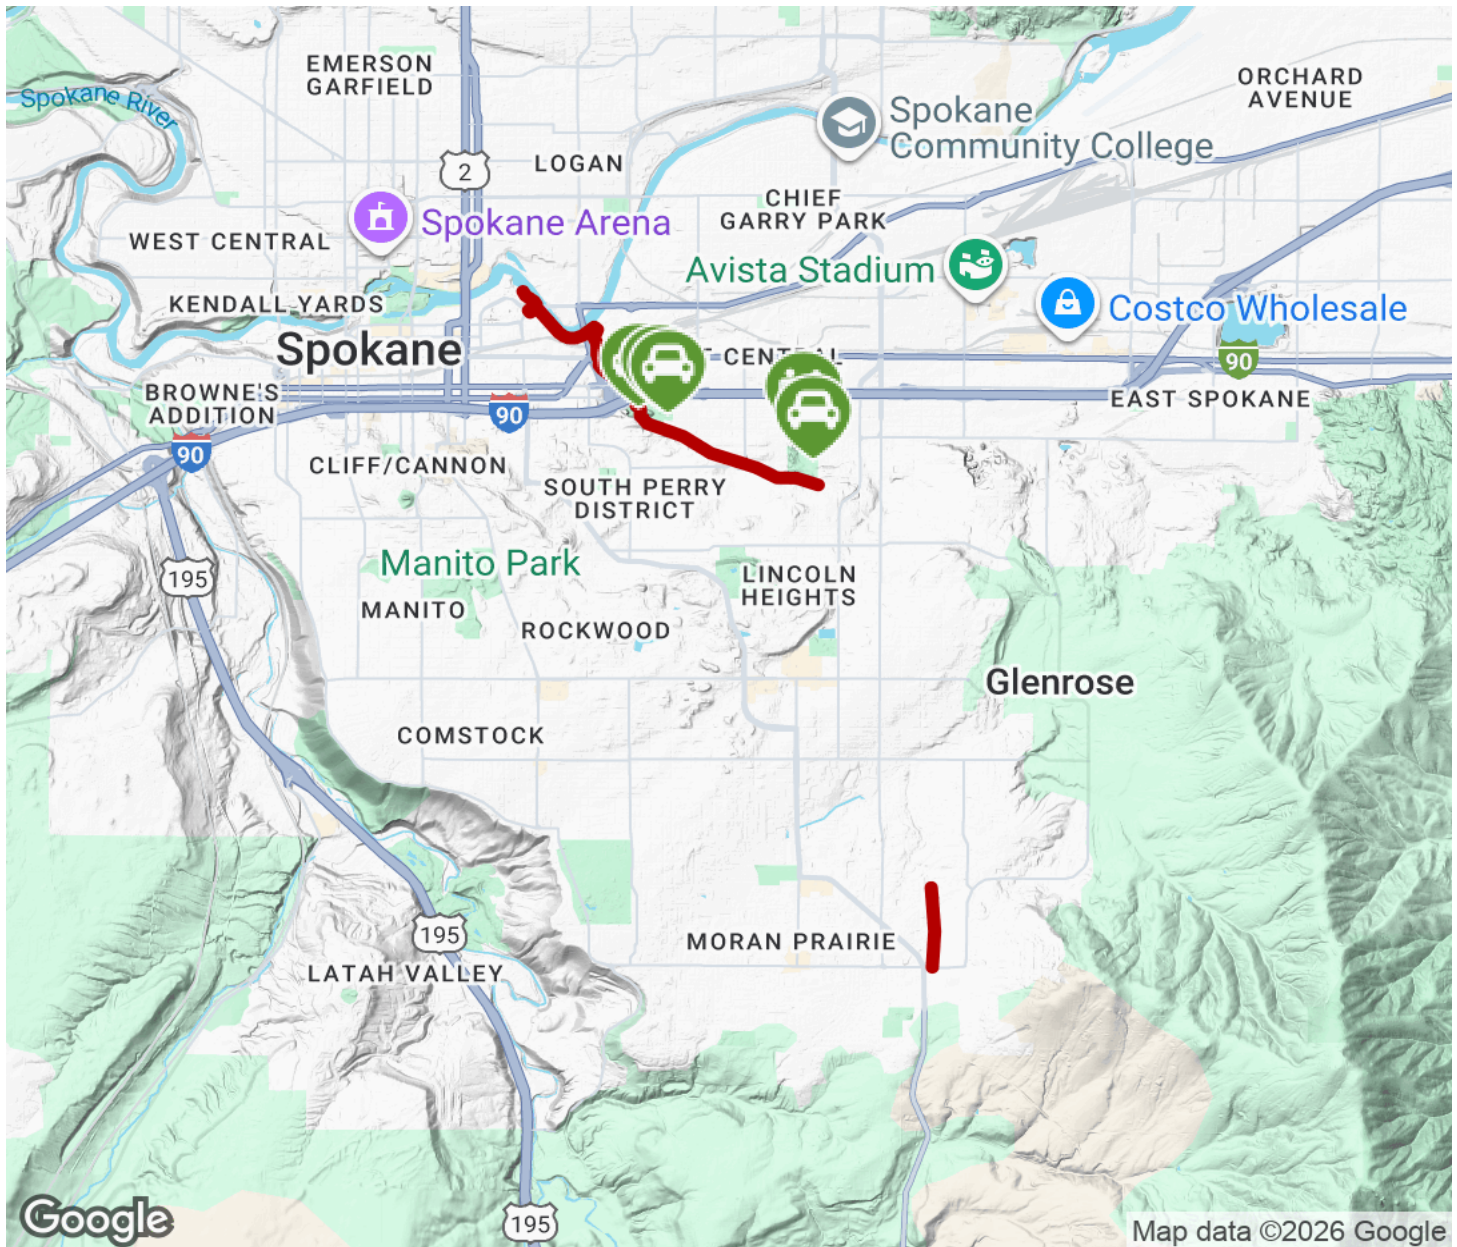 EMERSON
GARFIELD
ORCHARD
AVENUE
Spokane River
Spokane
Community College
2
LOGAN
CHIEF
GARRY PARK
Spokane Arena
WEST CENTRAL
Avista Stadium
KENDALL YARDS
Costco Wholesale
Spokane
CENTRAL
90
BROWNE'S
ADDITION
90
EAST SPOKANE
90
CLIFF/CANNON
SOUTH PERRY
DISTRICT
Manito Park
195
LINCOLN
HEIGHTS
MANITO
ROCKWOOD
Glenrose
COMSTOCK
195
MORAN PRAIRIE
LATAH VALLEY
195
Google
Map data ©2026 Google